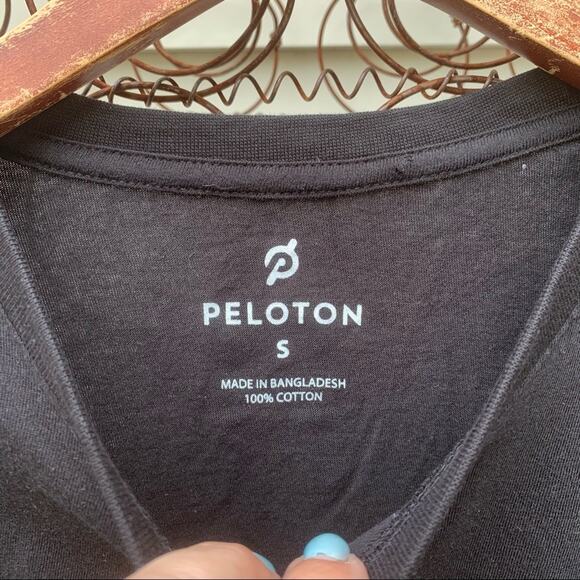 PELOTON
S
MADE IN BANGLADESH
100% COTTON